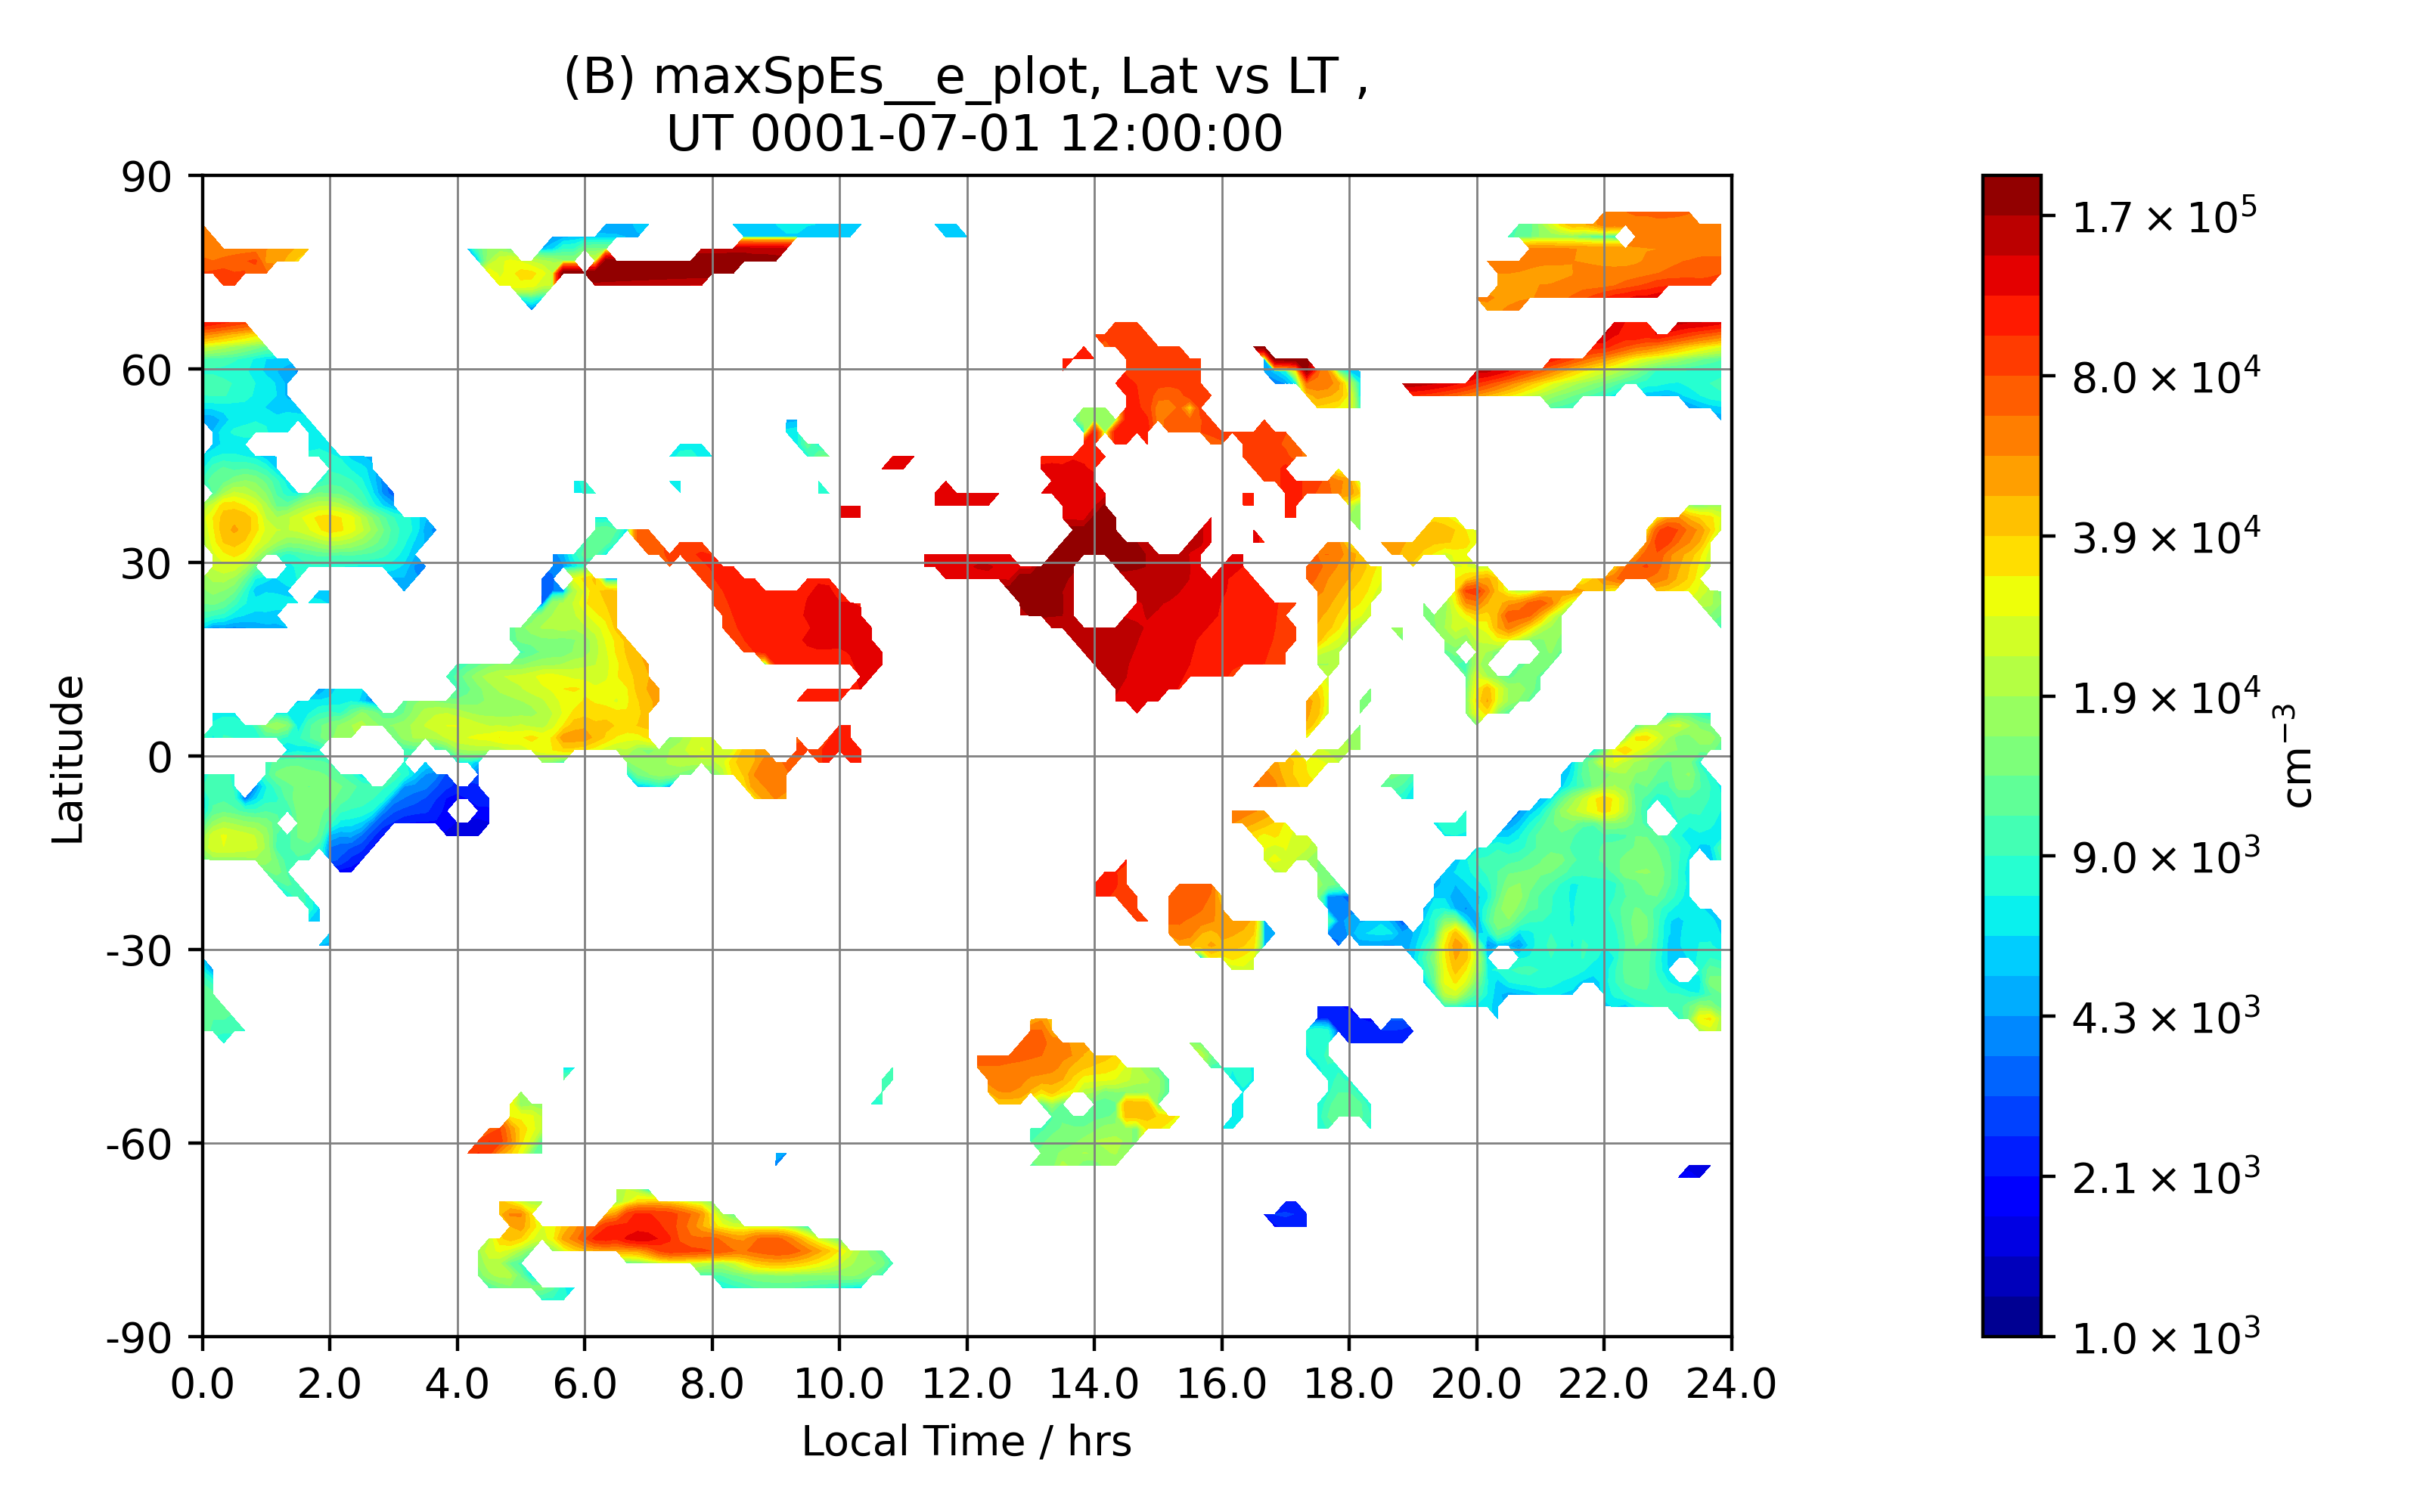 (B) maxSpEs__e_plot, Lat vs LT ,
UT 0001-07-01 12:00:00
90
60
30
0
-30
-60
-90
Latitude
0.0 2.0 4.0 6.0 8.0 10.0 12.0 14.0 16.0 18.0 20.0 22.0 24.0
Local Time / hrs
1.7 × 10⁵
8.0 × 10⁴
3.9 × 10⁴
1.9 × 10⁴
9.0 × 10³
4.3 × 10³
2.1 × 10³
1.0 × 10³
cm⁻³